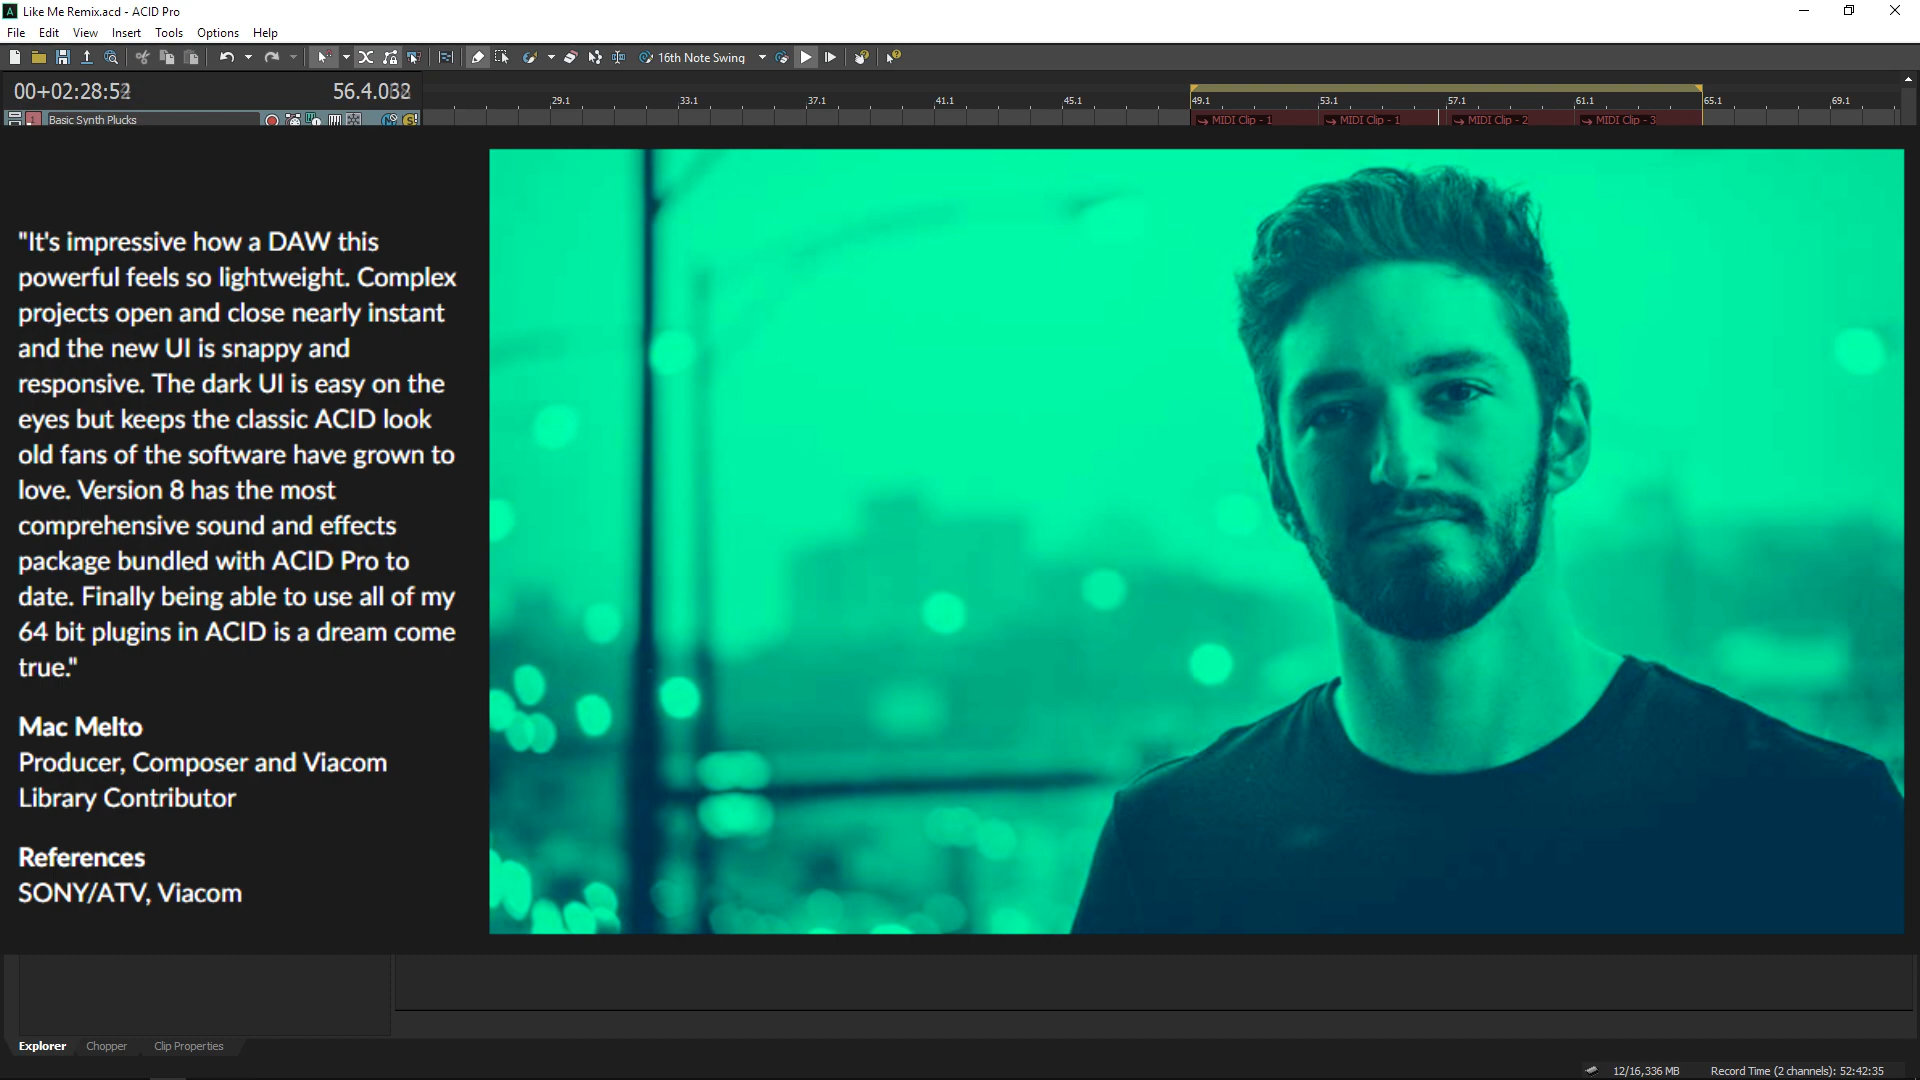 Like Me Remix.acd - ACID Pro
File Edit View Insert Tools Options Help
16th Note Swing
00+02:28:52 56.4.032
29.1 33.1 37.1 41.1 45.1 49.1 53.1 57.1 61.1 65.1 69.1
1 Basic Synth Plucks
MIDI Clip - 1 MIDI Clip - 1 MIDI Clip - 2 MIDI Clip - 3
"It's impressive how a DAW this
powerful feels so lightweight. Complex
projects open and close nearly instant
and the new UI is snappy and
responsive. The dark UI is easy on the
eyes but keeps the classic ACID look
old fans of the software have grown to
love. Version 8 has the most
comprehensive sound and effects
package bundled with ACID Pro to
date. Finally being able to use all of my
64 bit plugins in ACID is a dream come
true."
Mac Melto
Producer, Composer and Viacom
Library Contributor
References
SONY/ATV, Viacom
Explorer Chopper Clip Properties
12/16,336 MB Record Time (2 channels): 52:42:35